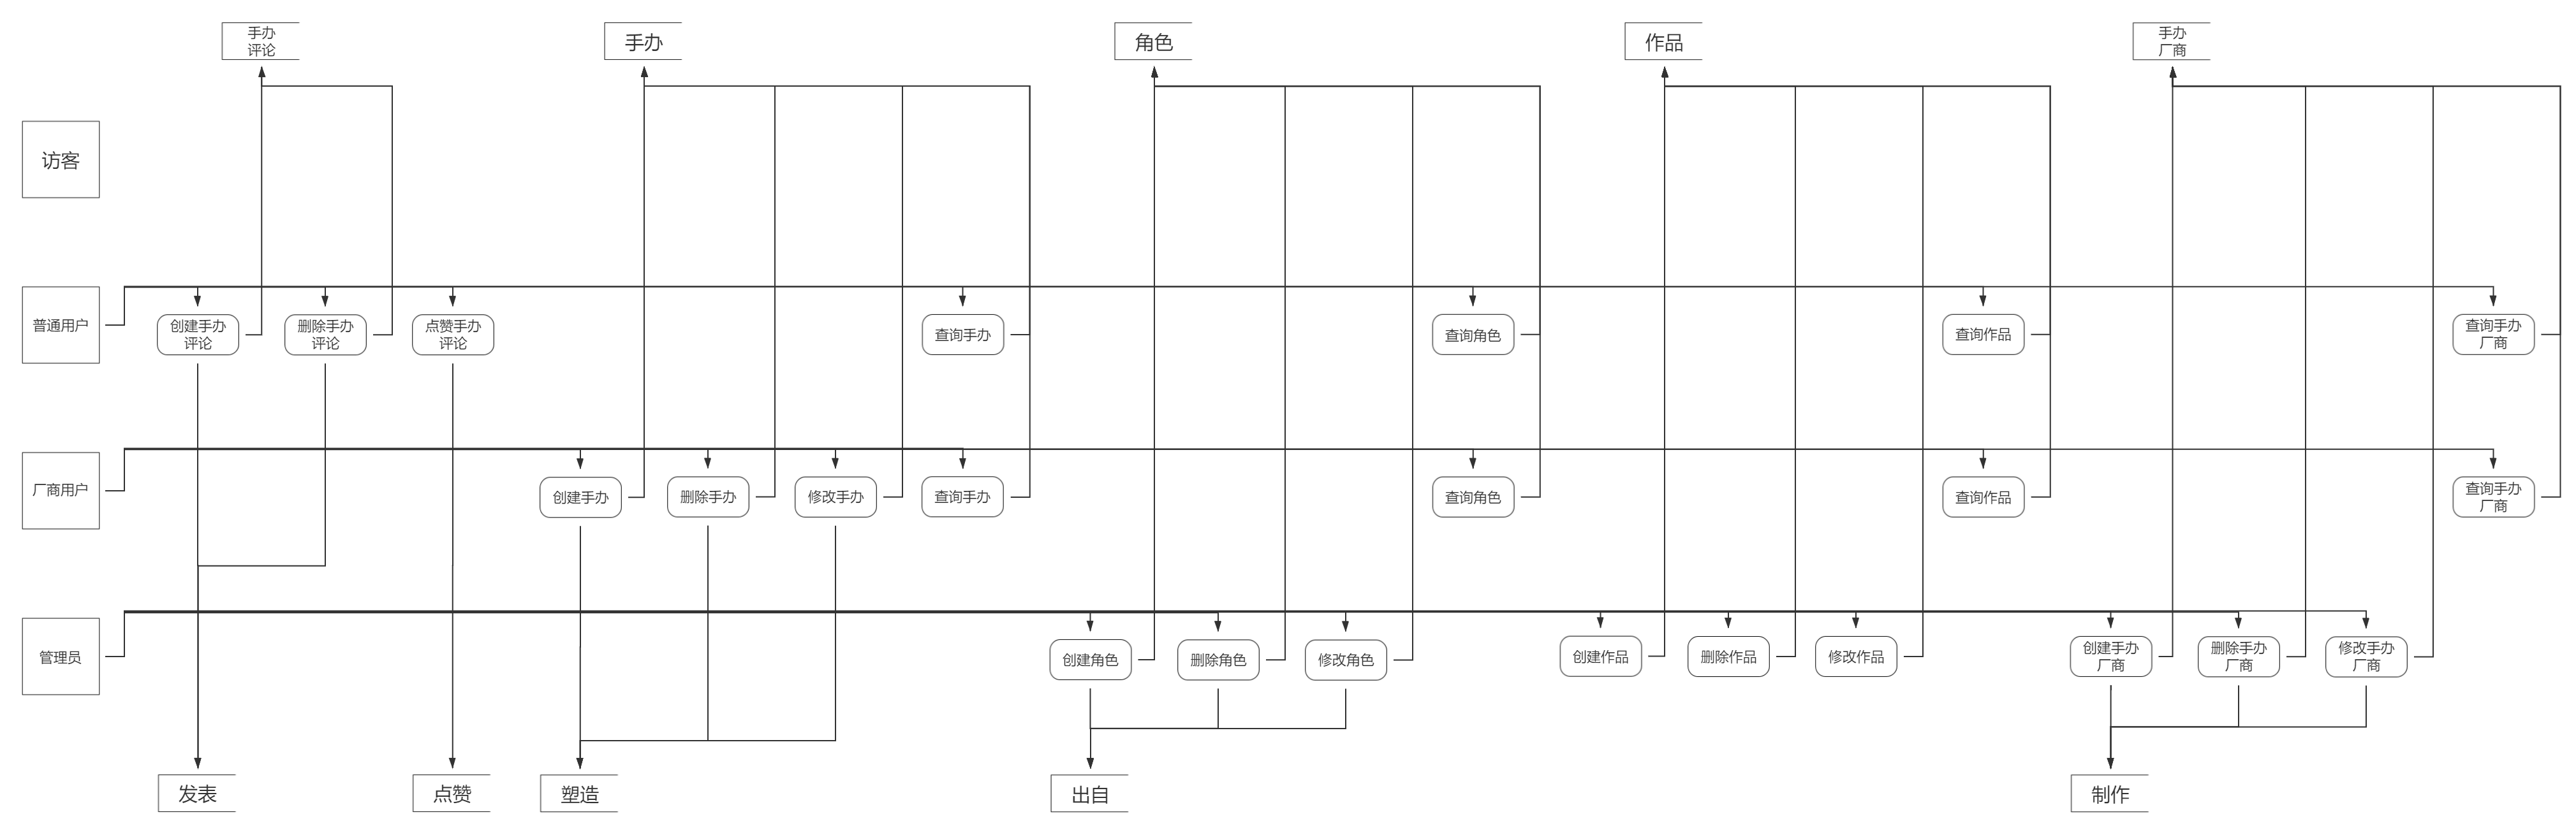 手办
评论
手办
角色
作品
手办
厂商
访客
普通用户
创建手办
评论
删除手办
评论
点赞手办
评论
查询手办
查询角色
查询作品
查询手办
厂商
厂商用户
创建手办
删除手办
修改手办
查询手办
查询角色
查询作品
查询手办
厂商
管理员
创建角色
删除角色
修改角色
创建作品
删除作品
修改作品
创建手办
厂商
删除手办
厂商
修改手办
厂商
发表
点赞
塑造
出自
制作